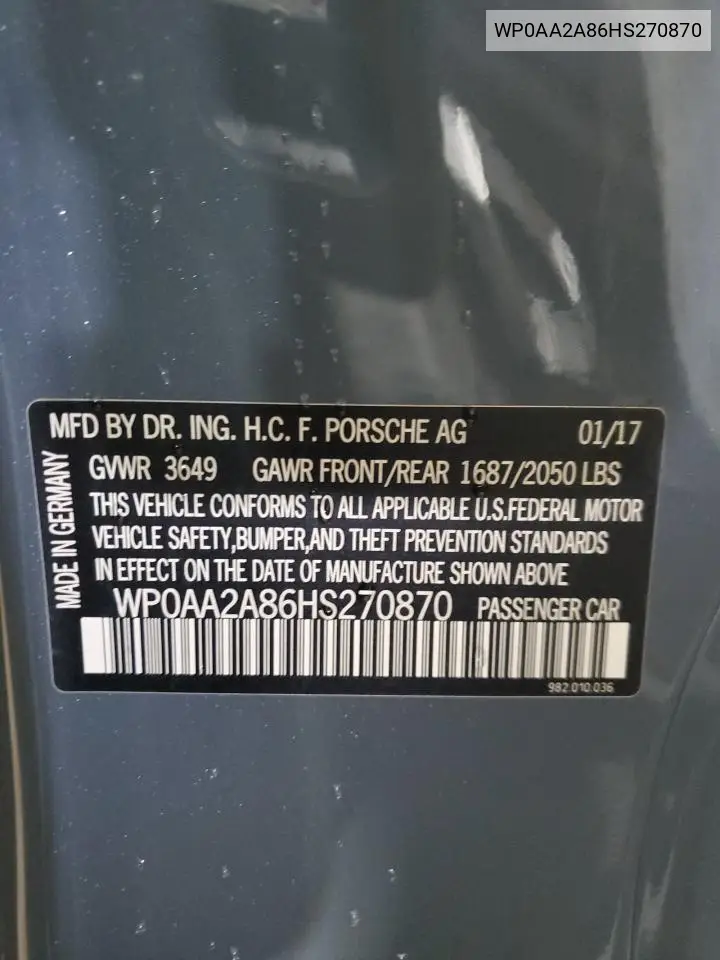 WP0AA2A86HS270870
MFD BY DR. ING. H.C. F. PORSCHE AG 01/17
GVWR 3649 GAWR FRONT/REAR 1687/2050 LBS
THIS VEHICLE CONFORMS TO ALL APPLICABLE U.S.FEDERAL MOTOR
VEHICLE SAFETY,BUMPER,AND THEFT PREVENTION STANDARDS
IN EFFECT ON THE DATE OF MANUFACTURE SHOWN ABOVE
MADE IN GERMANY
WP0AA2A86HS270870 PASSENGER CAR
982.010.036